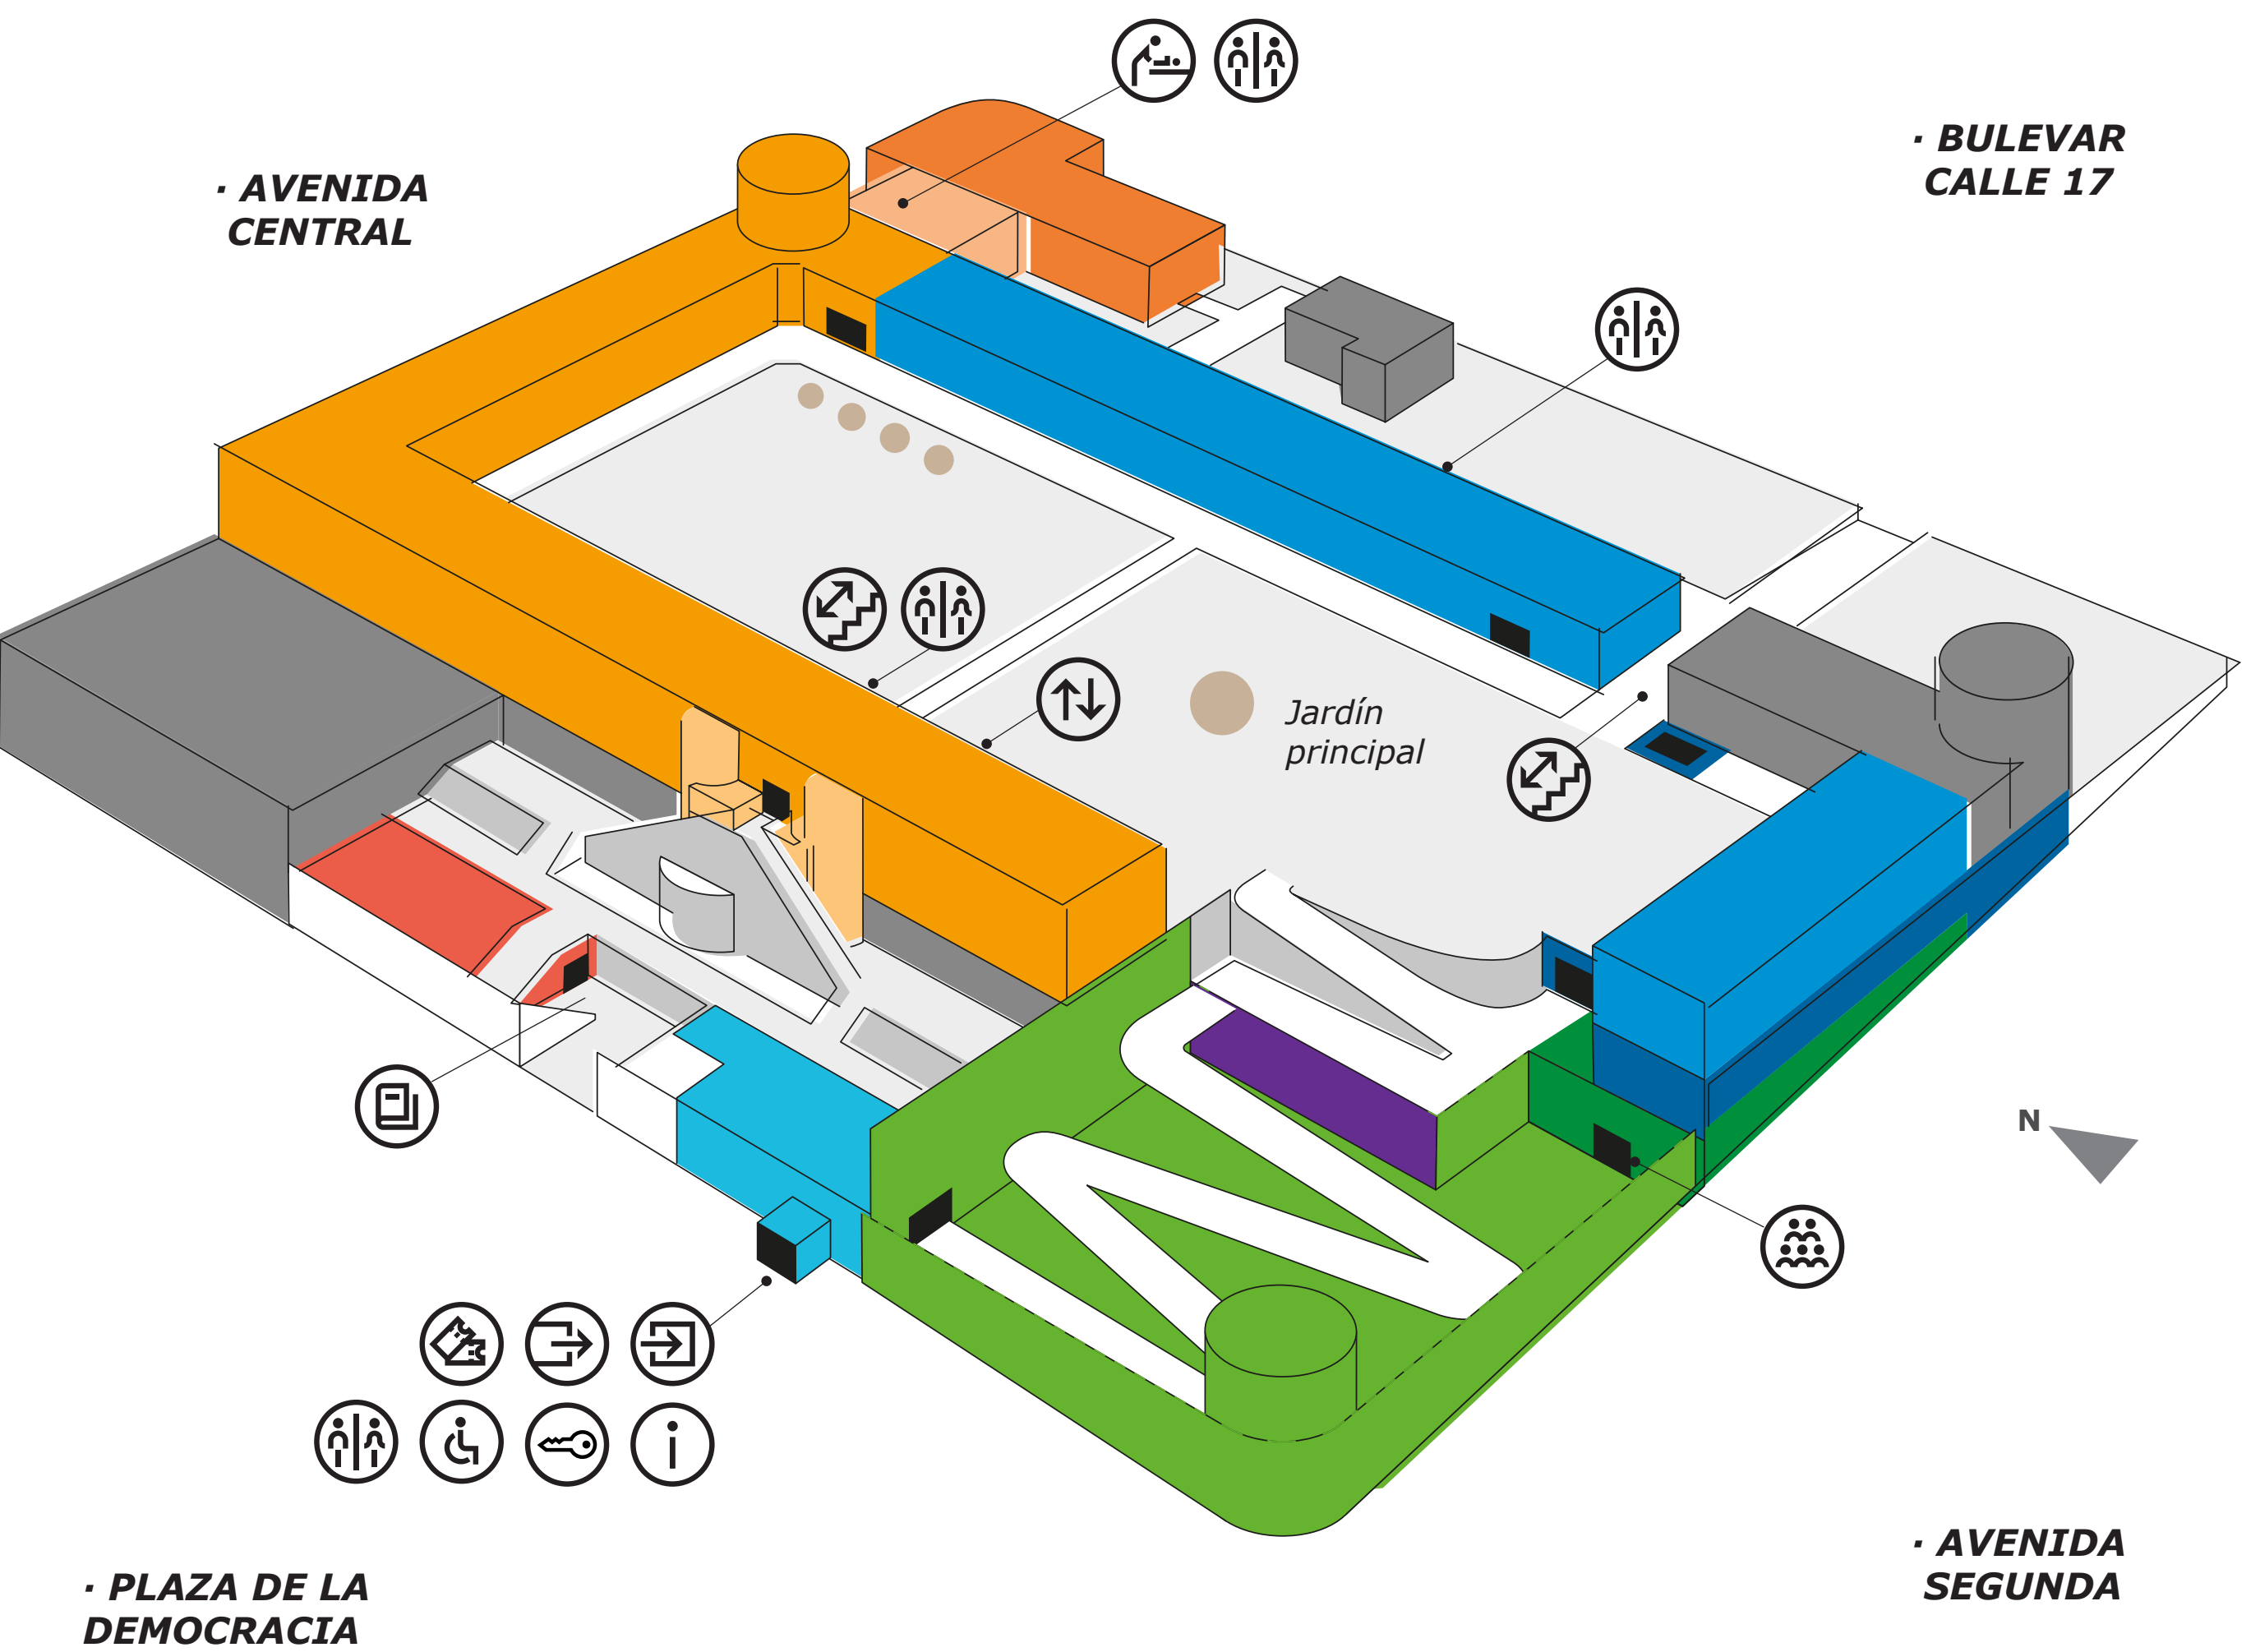 · AVENIDA
CENTRAL
· BULEVAR
CALLE 17
Jardín
principal
N
· AVENIDA
SEGUNDA
· PLAZA DE LA
DEMOCRACIA